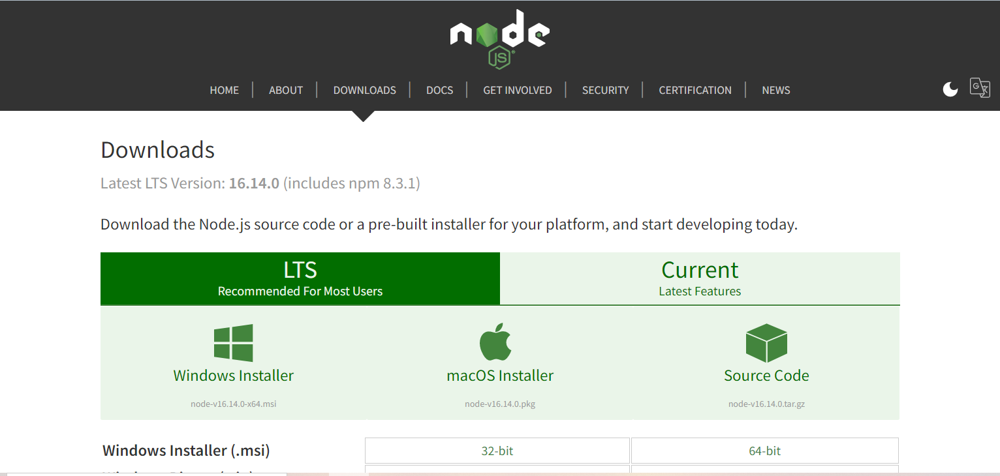 node
JS®
HOME
ABOUT
DOWNLOADS
DOCS
GET INVOLVED
SECURITY
CERTIFICATION
NEWS
Downloads
Latest LTS Version: 16.14.0 (includes npm 8.3.1)
Download the Node.js source code or a pre-built installer for your platform, and start developing today.
LTS
Recommended For Most Users
Current
Latest Features
Windows Installer
node-v16.14.0-x64.msi
macOS Installer
node-v16.14.0.pkg
Source Code
node-v16.14.0.tar.gz
Windows Installer (.msi)
32-bit
64-bit